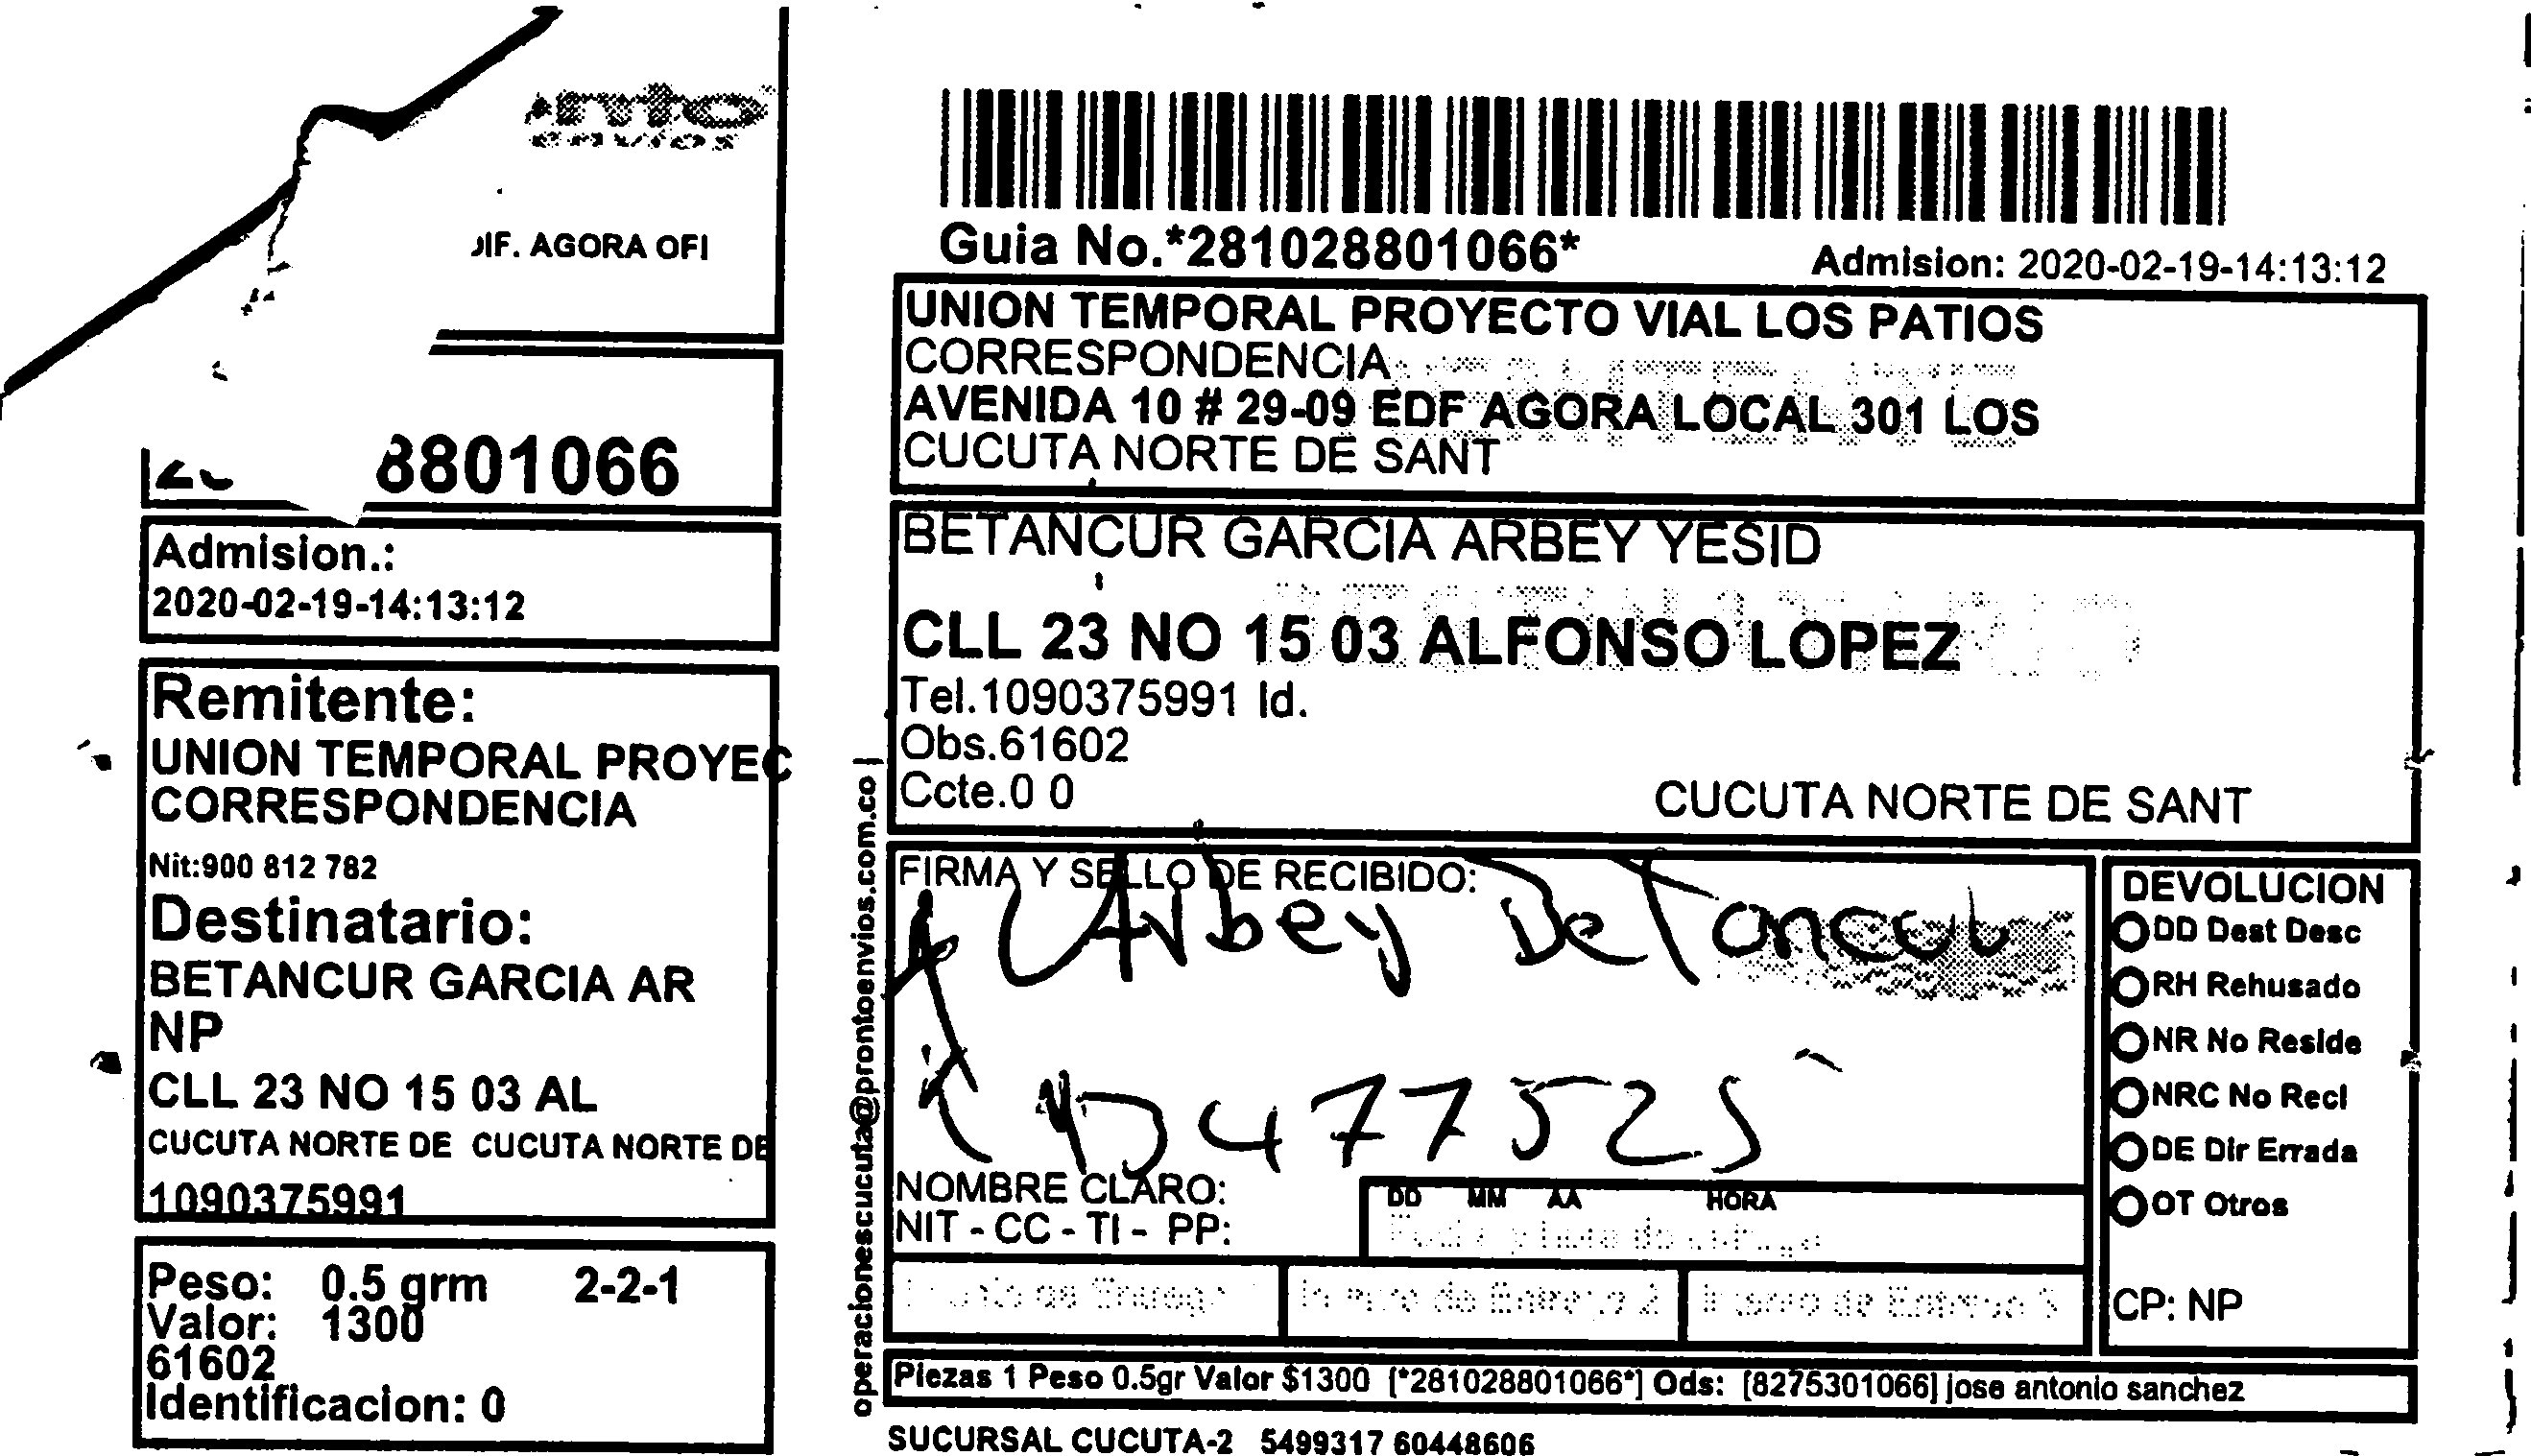 envios
DIF. AGORA OFI
8801066
Admision.:
2020-02-19-14:13:12
Remitente:
UNION TEMPORAL PROYEC
CORRESPONDENCIA
Nit:900 812 782
Destinatario:
BETANCUR GARCIA AR
NP
CLL 23 NO 15 03 AL
CUCUTA NORTE DE CUCUTA NORTE DE
1090375991
Peso: 0.5 grm 2-2-1
Valor: 1300
61602
Identificacion: 0
operacionescucuta@prontoenvios.com.co |
Guia No.*281028801066*
Admision: 2020-02-19-14:13:12
UNION TEMPORAL PROYECTO VIAL LOS PATIOS
CORRESPONDENCIA
AVENIDA 10 # 29-09 EDF AGORA LOCAL 301 LOS
CUCUTA NORTE DE SANT
BETANCUR GARCIA ARBEY YESID
CLL 23 NO 15 03 ALFONSO LOPEZ
Tel.1090375991 Id.
Obs.61602
Ccte.0 0
CUCUTA NORTE DE SANT
FIRMA Y SELLO DE RECIBIDO:
Arbey Betancur
477525
NOMBRE CLARO:
NIT - CC - TI - PP:
DD MM AA HORA
DEVOLUCION
DD Dest Desc
RH Rehusado
NR No Reside
NRC No Recl
DE Dir Errada
OT Otros
CP: NP
Piezas 1 Peso 0.5gr Valor $1300 [*281028801066*] Ods: [8275301066] jose antonio sanchez
SUCURSAL CUCUTA-2 5499317 60448606